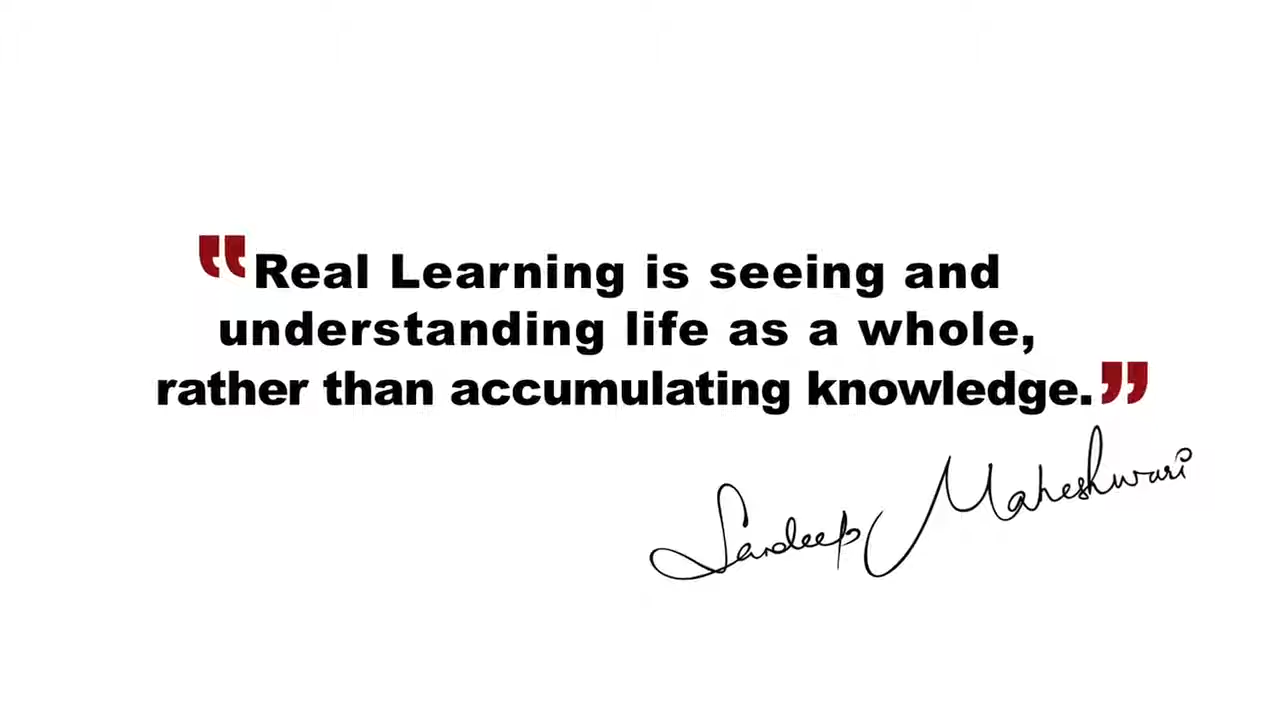 “Real Learning is seeing and
understanding life as a whole,
rather than accumulating knowledge.”
Sandeep Maheshwari